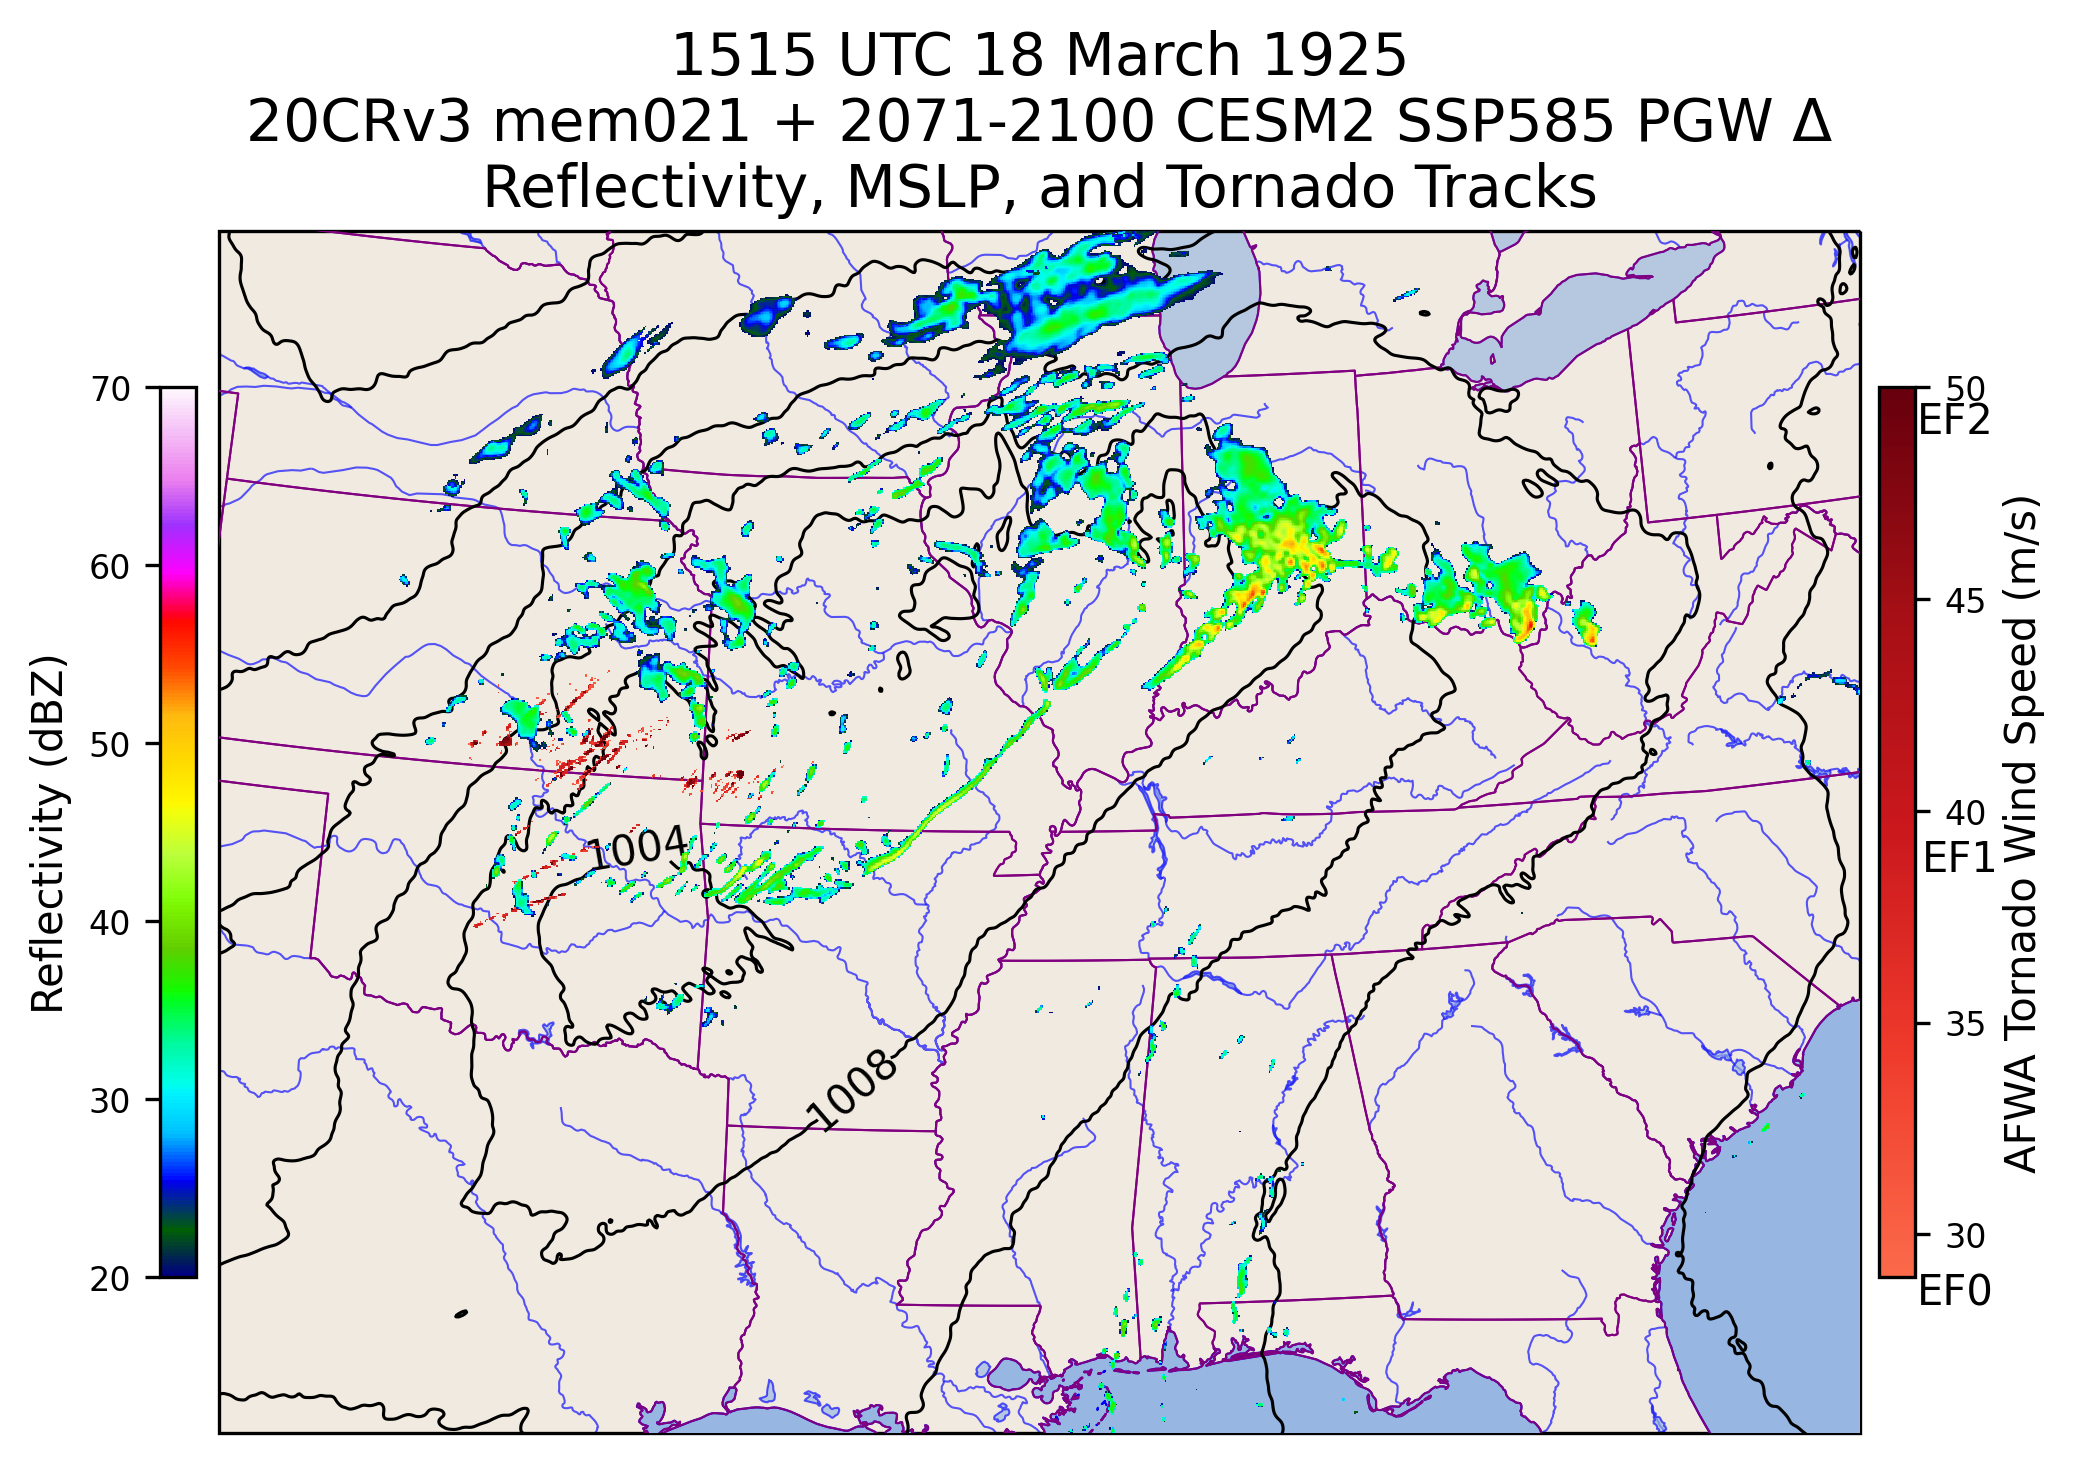 1515 UTC 18 March 1925
20CRv3 mem021 + 2071-2100 CESM2 SSP585 PGW Δ
Reflectivity, MSLP, and Tornado Tracks
70
60
50
40
30
20
Reflectivity (dBZ)
1004
1008
50
EF2
45
40
EF1
35
30
EF0
AFWA Tornado Wind Speed (m/s)